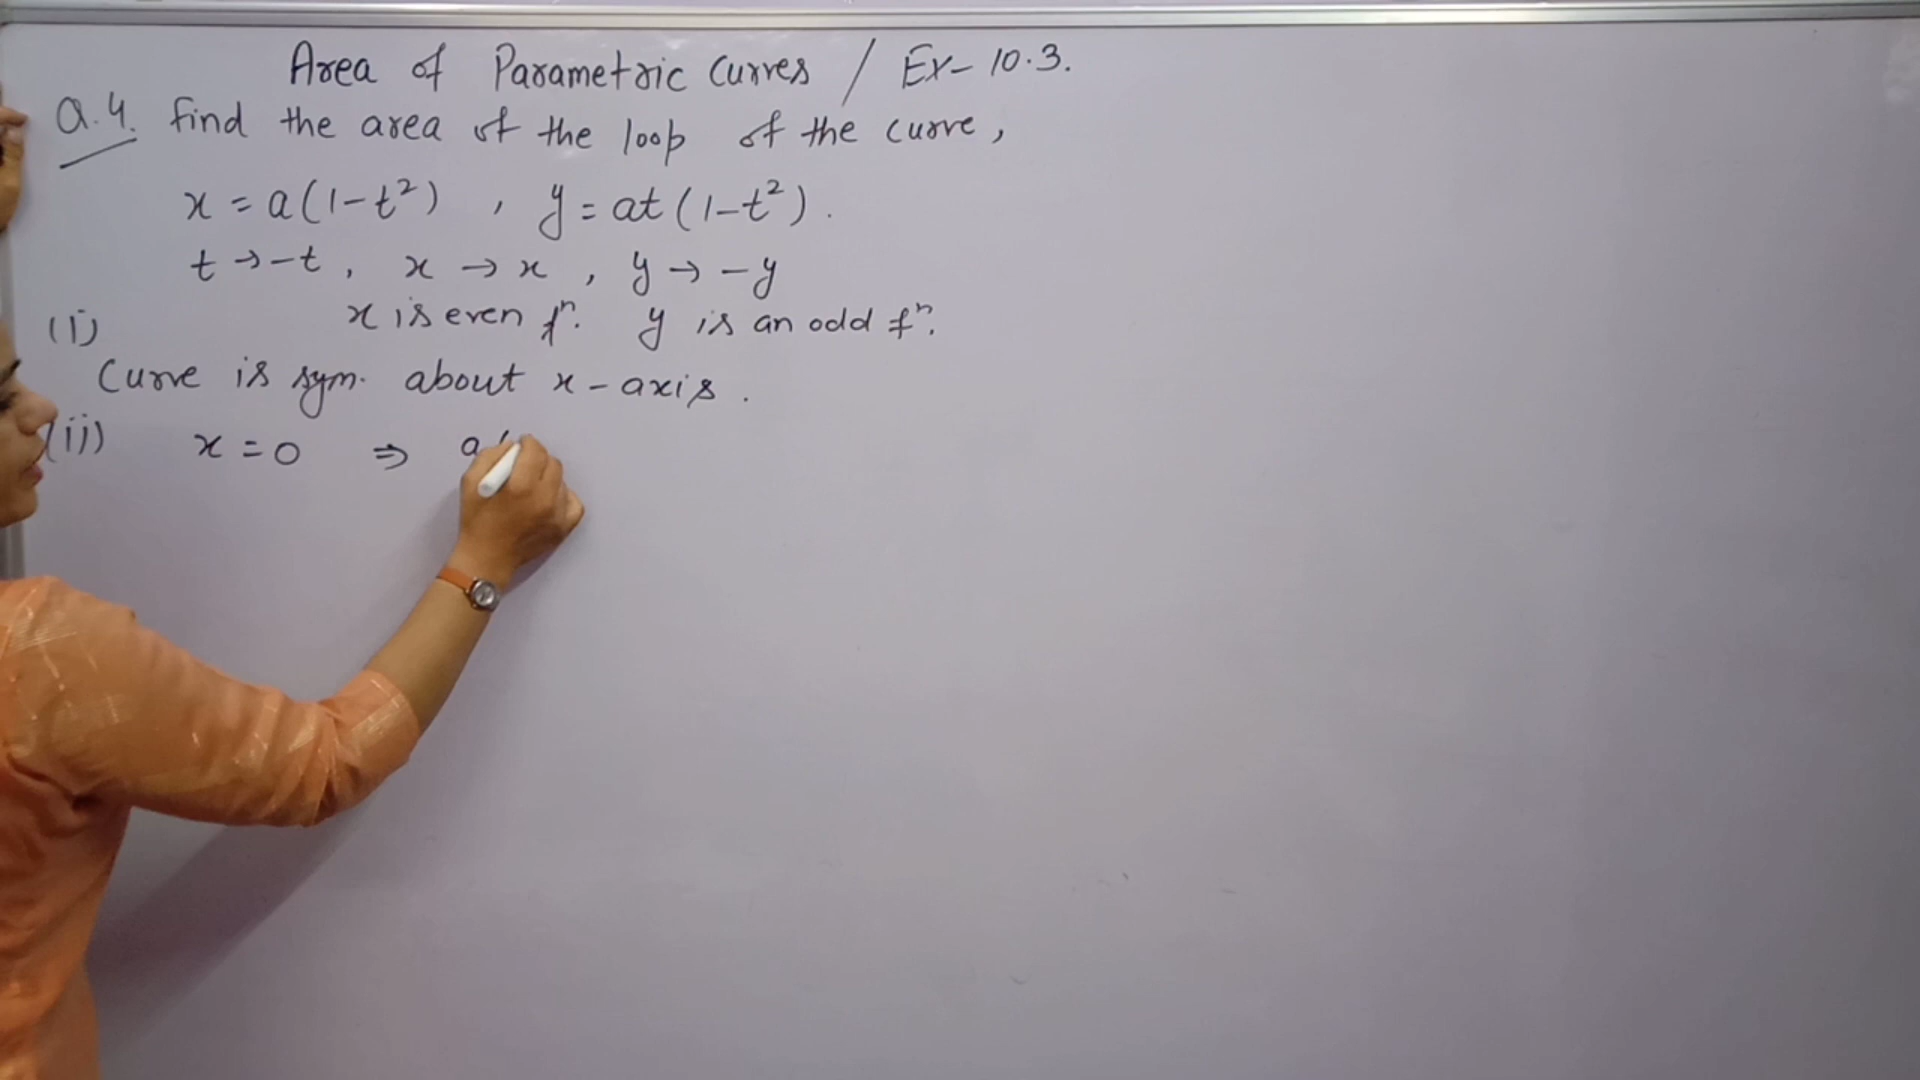 Area of Parametric Curves / Ex- 10.3.
Q.4. find the area of the loop of the curve,
x = a(1-t²) , y = at(1-t²).
t → -t, x → x, y → -y
(i) x is even fⁿ. y is an odd fⁿ.
Curve is sym. about x-axis.
(ii) x = 0 ⇒ a(